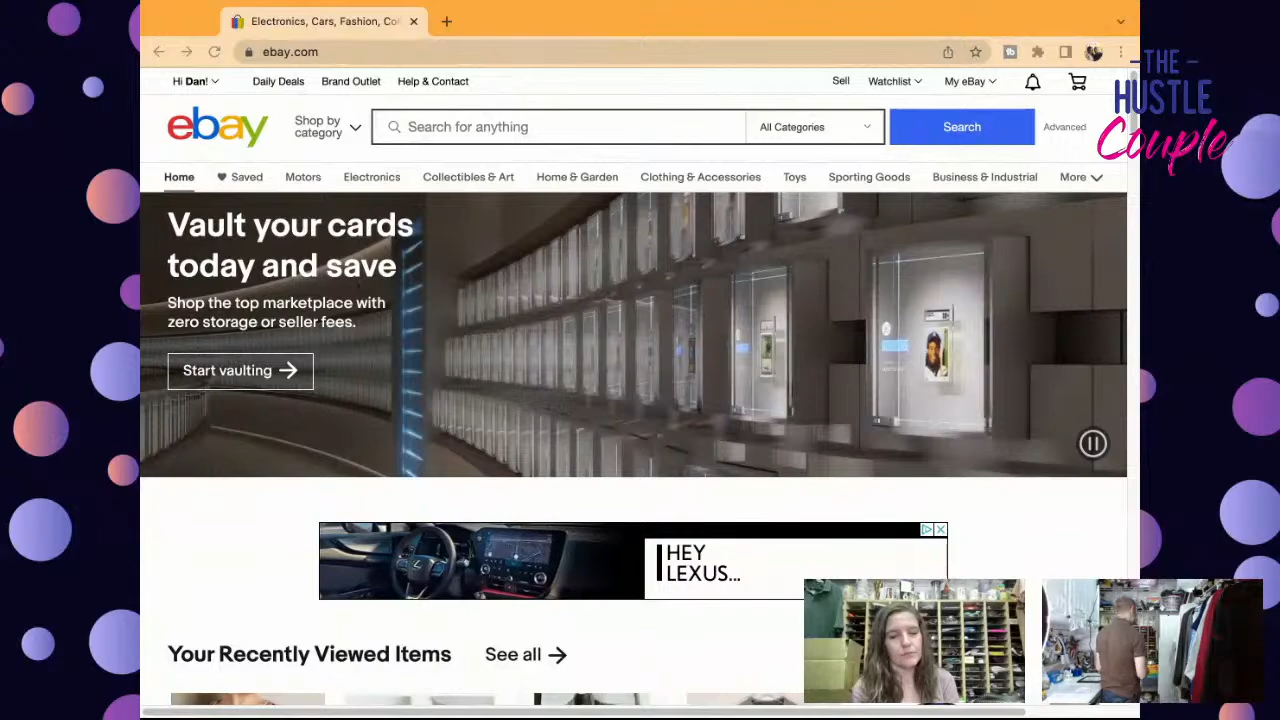 Electronics, Cars, Fashion, Col
ebay.com
Hi Dan!
Daily Deals
Brand Outlet
Help & Contact
Sell
Watchlist
My eBay
THE
HUSTLE
Couple
ebay
Shop by
category
Search for anything
All Categories
Search
Advanced
Home
Saved
Motors
Electronics
Collectibles & Art
Home & Garden
Clothing & Accessories
Toys
Sporting Goods
Business & Industrial
More
Vault your cards
today and save
Shop the top marketplace with
zero storage or seller fees.
Start vaulting
HEY
LEXUS...
Your Recently Viewed Items
See all